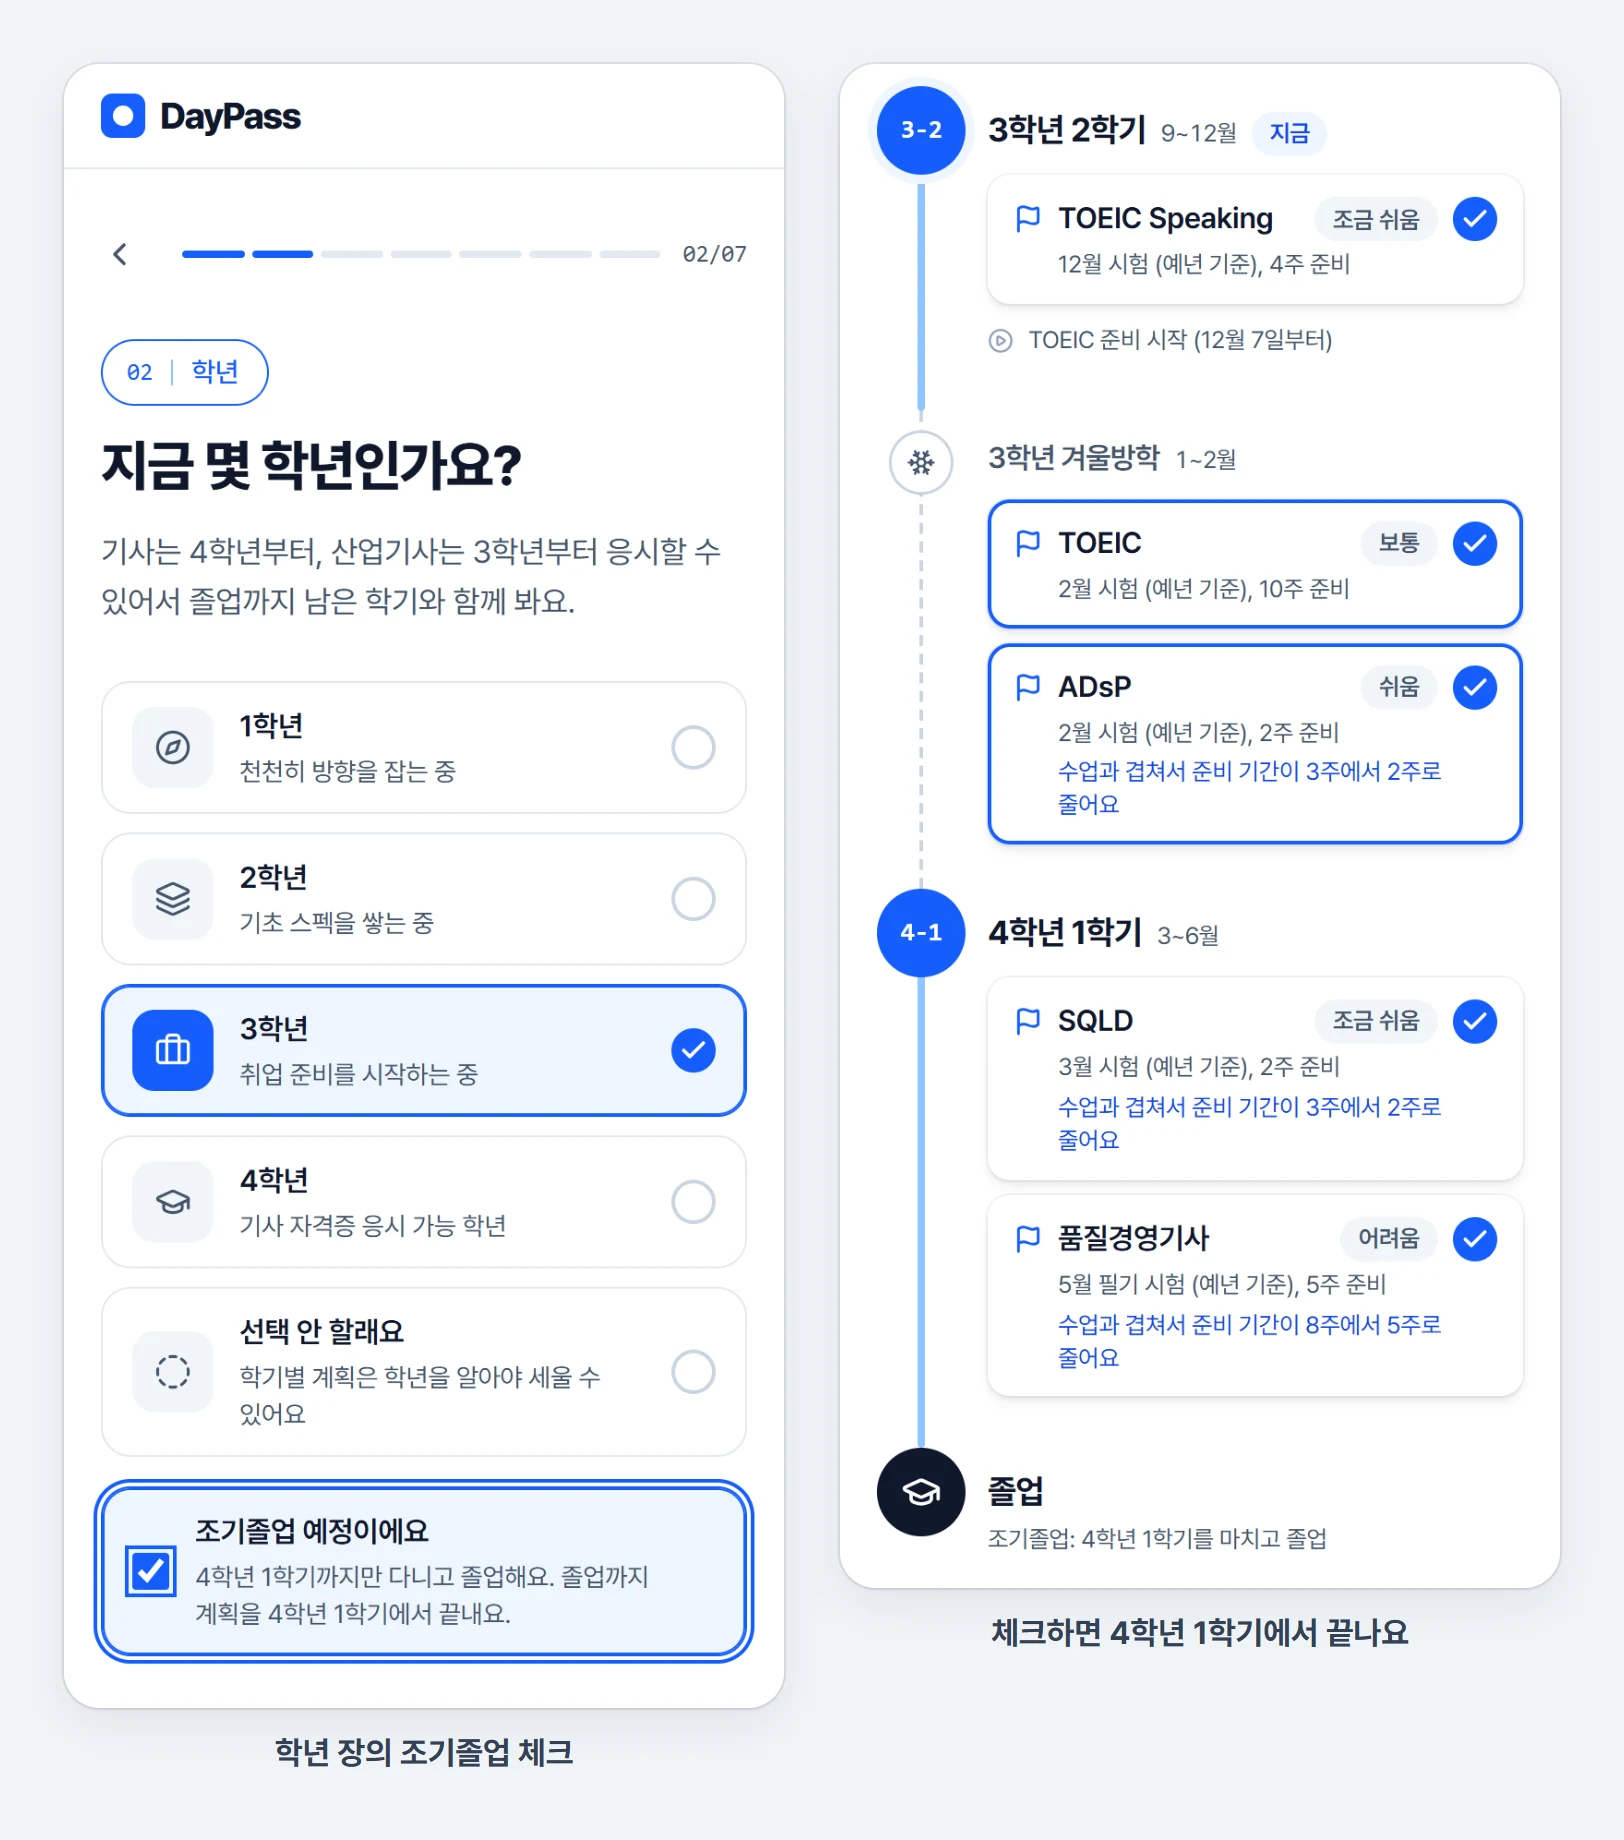 DayPass
02/07
02 | 학년
지금 몇 학년인가요?
기사는 4학년부터, 산업기사는 3학년부터 응시할 수
있어서 졸업까지 남은 학기와 함께 봐요.
1학년
천천히 방향을 잡는 중
2학년
기초 스펙을 쌓는 중
3학년
취업 준비를 시작하는 중
4학년
기사 자격증 응시 가능 학년
선택 안 할래요
학기별 계획은 학년을 알아야 세울 수
있어요
조기졸업 예정이에요
4학년 1학기까지만 다니고 졸업해요. 졸업까지
계획을 4학년 1학기에서 끝내요.
학년 장의 조기졸업 체크
3-2 3학년 2학기 9~12월 지금
TOEIC Speaking 조금 쉬움
12월 시험 (예년 기준), 4주 준비
TOEIC 준비 시작 (12월 7일부터)
3학년 겨울방학 1~2월
TOEIC 보통
2월 시험 (예년 기준), 10주 준비
ADsP 쉬움
2월 시험 (예년 기준), 2주 준비
수업과 겹쳐서 준비 기간이 3주에서 2주로
줄어요
4-1 4학년 1학기 3~6월
SQLD 조금 쉬움
3월 시험 (예년 기준), 2주 준비
수업과 겹쳐서 준비 기간이 3주에서 2주로
줄어요
품질경영기사 어려움
5월 필기 시험 (예년 기준), 5주 준비
수업과 겹쳐서 준비 기간이 8주에서 5주로
줄어요
졸업
조기졸업: 4학년 1학기를 마치고 졸업
체크하면 4학년 1학기에서 끝나요